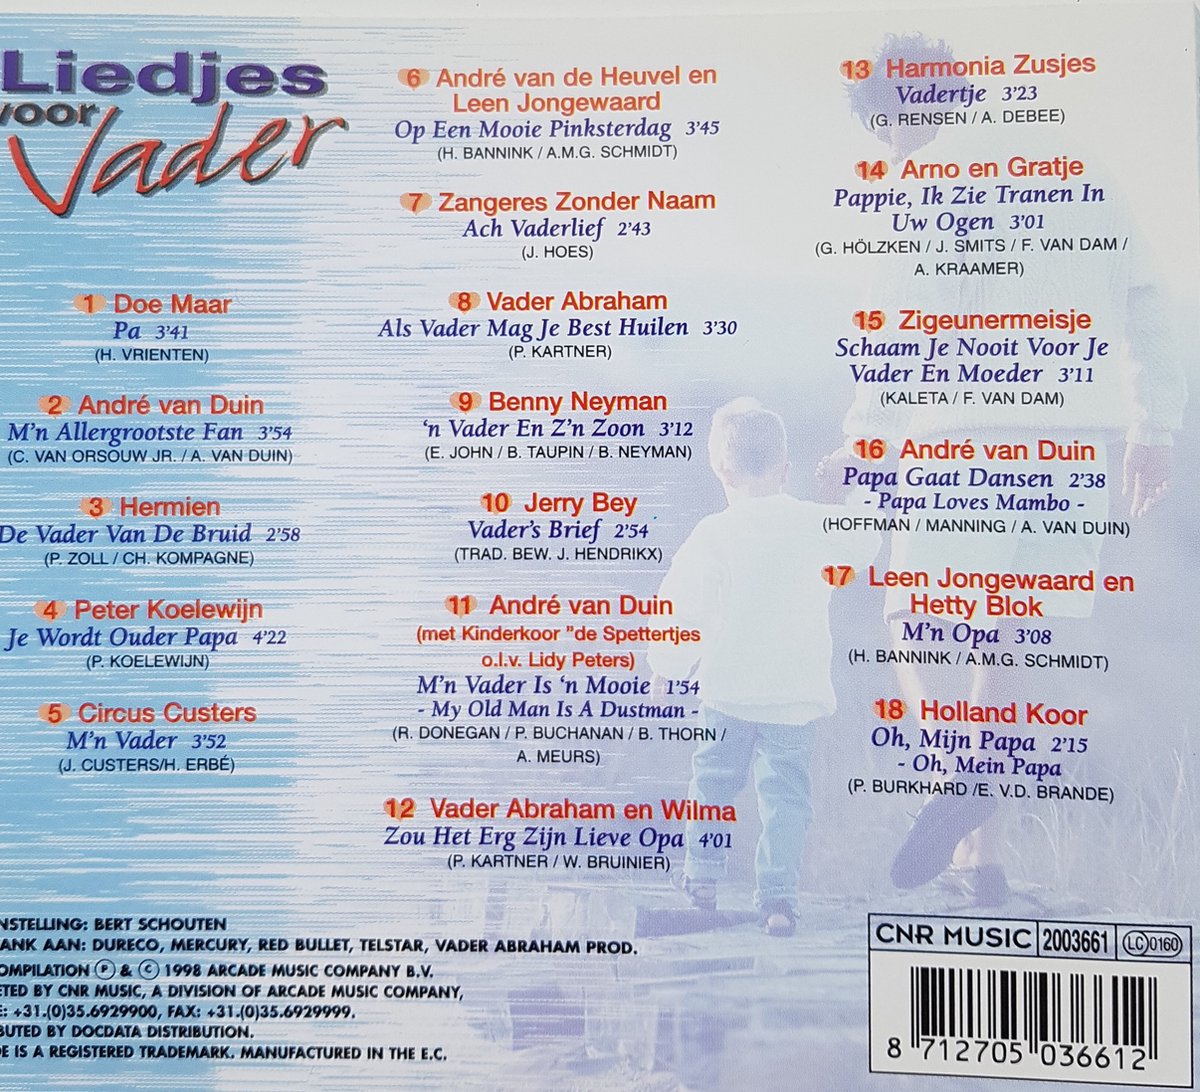 Liedjes
voor
Vader
1 Doe Maar
Pa 3'41
(H. VRIENTEN)
2 André van Duin
M'n Allergrootste Fan 3'54
(C. VAN ORSOUW JR. / A. VAN DUIN)
3 Hermien
De Vader Van De Bruid 2'58
(P. ZOLL / CH. KOMPAGNE)
4 Peter Koelewijn
Je Wordt Ouder Papa 4'22
(P. KOELEWIJN)
5 Circus Custers
M'n Vader 3'52
(J. CUSTERS/H. ERBÉ)
6 André van de Heuvel en
Leen Jongewaard
Op Een Mooie Pinksterdag 3'45
(H. BANNINK / A.M.G. SCHMIDT)
7 Zangeres Zonder Naam
Ach Vaderlief 2'43
(J. HOES)
8 Vader Abraham
Als Vader Mag Je Best Huilen 3'30
(P. KARTNER)
9 Benny Neyman
'n Vader En Z'n Zoon 3'12
(E. JOHN / B. TAUPIN / B. NEYMAN)
10 Jerry Bey
Vader's Brief 2'54
(TRAD. BEW. J. HENDRIKX)
11 André van Duin
(met Kinderkoor "de Spettertjes
o.l.v. Lidy Peters)
M'n Vader Is 'n Mooie 1'54
- My Old Man Is A Dustman -
(R. DONEGAN / P. BUCHANAN / B. THORN /
A. MEURS)
12 Vader Abraham en Wilma
Zou Het Erg Zijn Lieve Opa 4'01
(P. KARTNER / W. BRUINIER)
13 Harmonia Zusjes
Vadertje 3'23
(G. RENSEN / A. DEBEE)
14 Arno en Gratje
Pappie, Ik Zie Tranen In
Uw Ogen 3'01
(G. HÖLZKEN / J. SMITS / F. VAN DAM /
A. KRAAMER)
15 Zigeunermeisje
Schaam Je Nooit Voor Je
Vader En Moeder 3'11
(KALETA / F. VAN DAM)
16 André van Duin
Papa Gaat Dansen 2'38
- Papa Loves Mambo -
(HOFFMAN / MANNING / A. VAN DUIN)
17 Leen Jongewaard en
Hetty Blok
M'n Opa 3'08
(H. BANNINK / A.M.G. SCHMIDT)
18 Holland Koor
Oh, Mijn Papa 2'15
- Oh, Mein Papa
(P. BURKHARD /E. V.D. BRANDE)
NSTELLING: BERT SCHOUTEN
ANK AAN: DURECO, MERCURY, RED BULLET, TELSTAR, VADER ABRAHAM PROD.
OMPILATION Ⓟ & © 1998 ARCADE MUSIC COMPANY B.V.
ETED BY CNR MUSIC, A DIVISION OF ARCADE MUSIC COMPANY,
E: +31.(0)35.6929900, FAX: +31.(0)35.6929999.
BUTED BY DOCDATA DISTRIBUTION.
DE IS A REGISTERED TRADEMARK. MANUFACTURED IN THE E.C.
CNR MUSIC 2003661 LC 0160
8 712705 036612